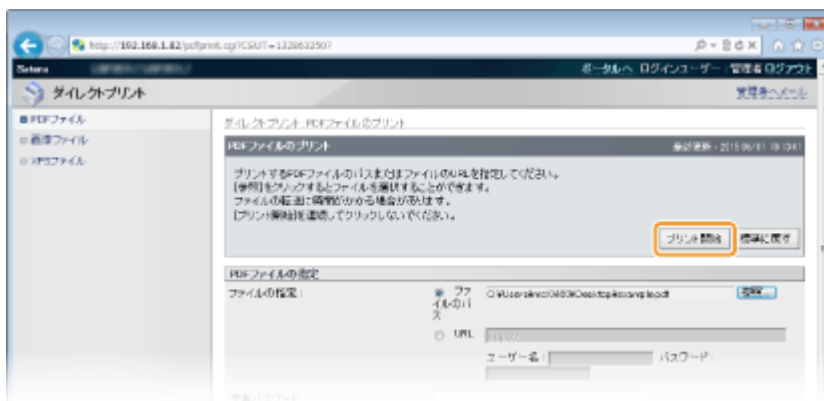 http://192.168.1.82/pdfprint.cgi?CSUT=1328632507
Satera
ポータルへ ログインユーザー: 管理者 ログアウト
ダイレクトプリント
管理者へメール
PDFファイル
画像ファイル
XPSファイル
ダイレクトプリント : PDFファイルのプリント
PDFファイルのプリント
最終更新 : 2015 06/01
プリントするPDFファイルのパスまたはファイルのURLを指定してください。
[参照]をクリックするとファイルを選択することができます。
ファイルの転送に時間がかかる場合があります。
[プリント開始]を連続してクリックしないでください。
プリント開始
標準に戻す
PDFファイルの指定
ファイルの指定 :
ファイルのパス
参照...
URL
ユーザー名 :
パスワード :